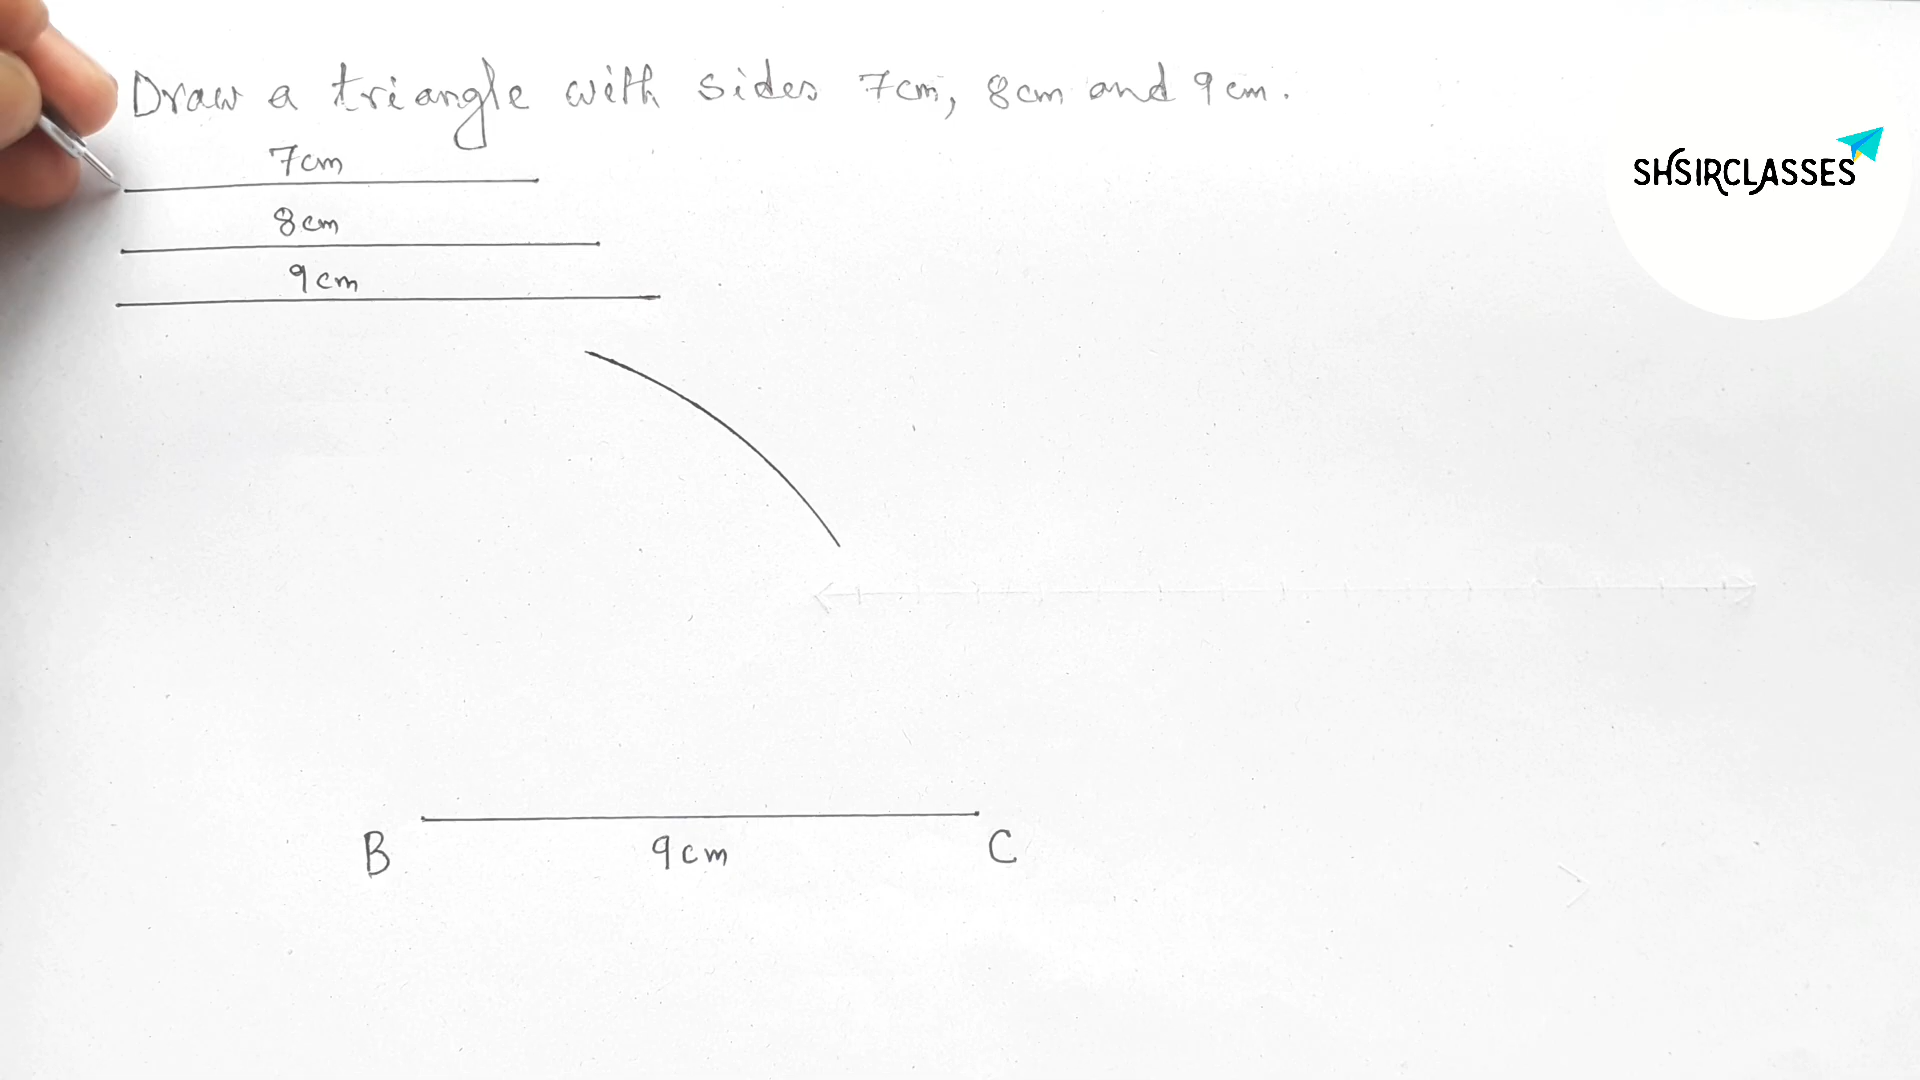 Draw a triangle with sides 7cm, 8cm and 9cm.
7cm
SHSIRCLASSES
8cm
9cm
B
9cm
C